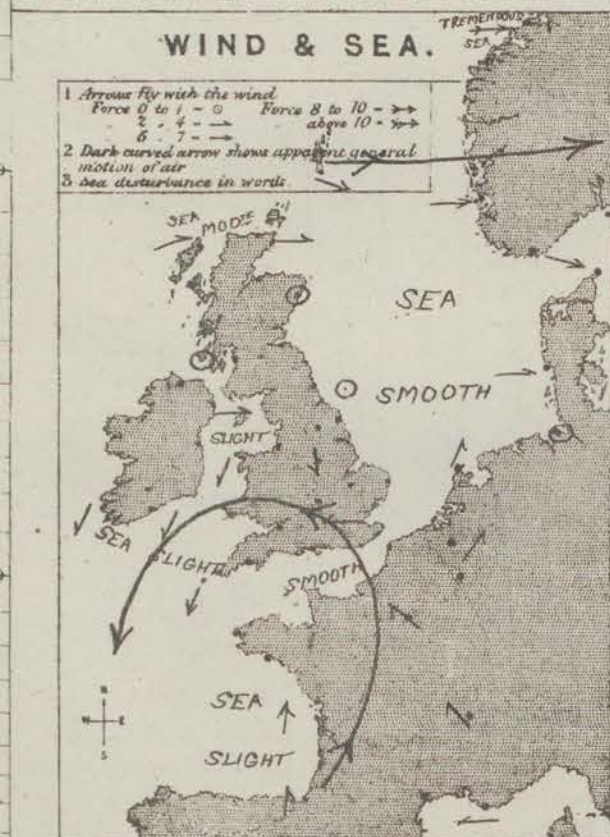 WIND & SEA.
TREMENDOUS
SEA
1 Arrows fly with the wind
Force 0 to 1 - ⊙ Force 8 to 10 -
2 - 4 - above 10 -
5 - 7 -
2 Dark curved arrow shows apparent general
motion of air
3 Sea disturbance in words
SEA MODTE
SEA
SMOOTH
SLIGHT
SEA
SLIGHT
SMOOTH
N
W E
S
SEA
SLIGHT